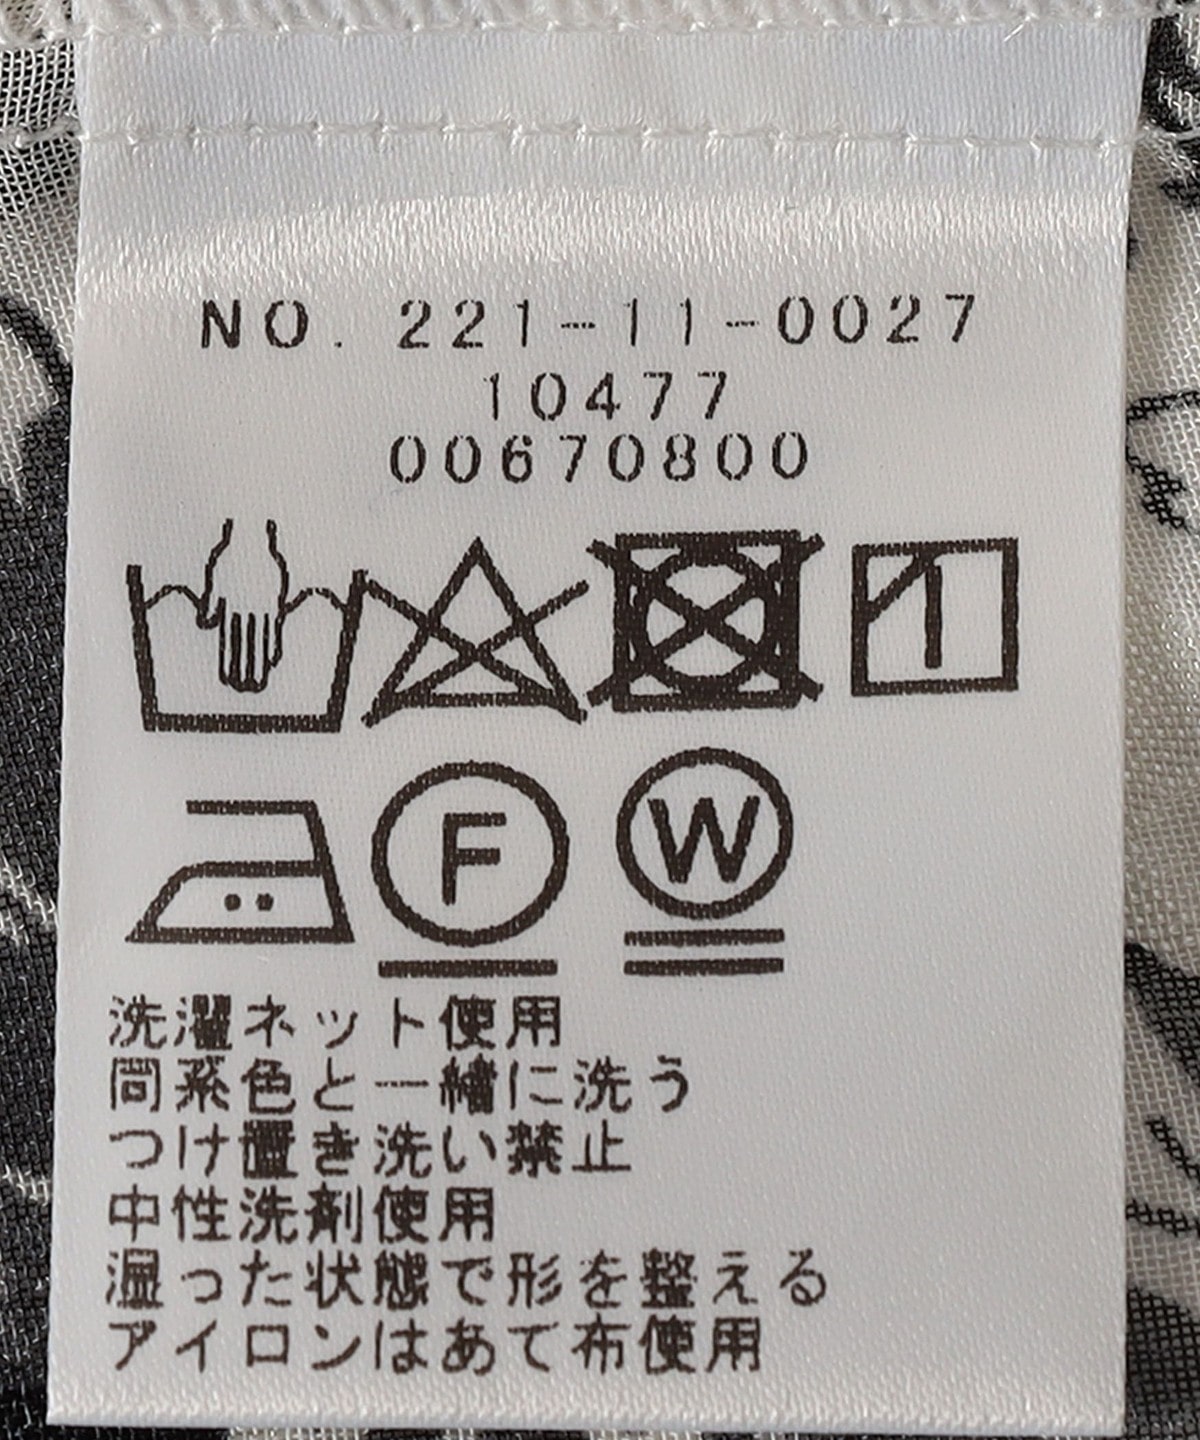 NO. 221-11-0027
10477
00670800
F W
洗濯ネット使用
同系色と一緒に洗う
つけ置き洗い禁止
中性洗剤使用
湿った状態で形を整える
アイロンはあて布使用